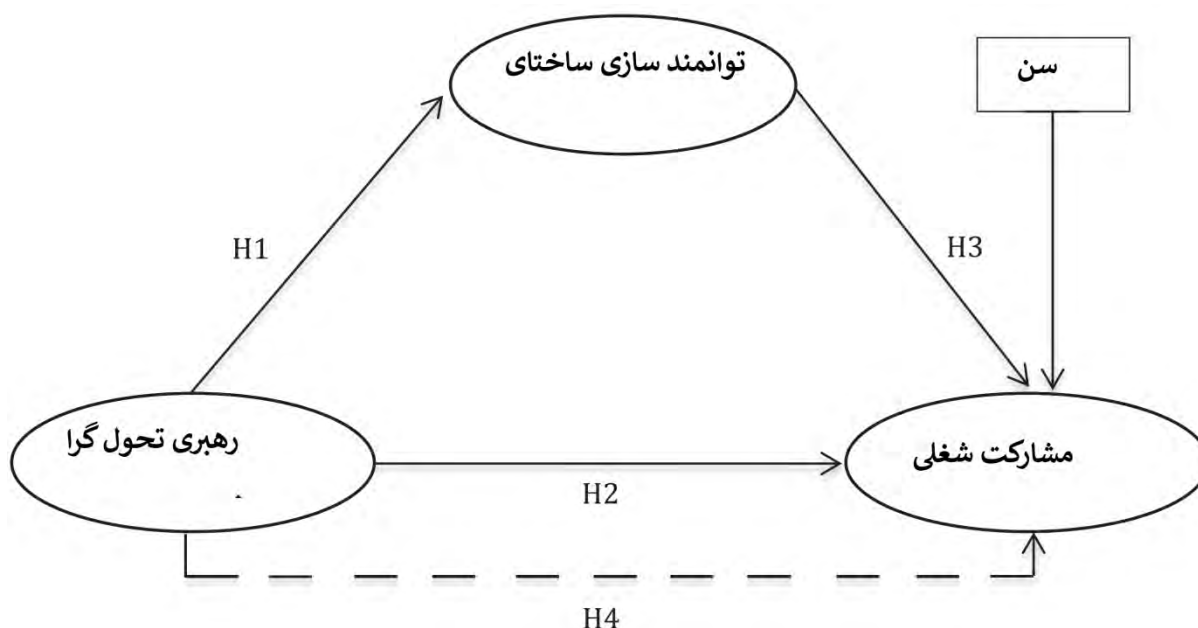 توانمند سازی ساختای
سن
H1
H3
رهبری تحول گرا
مشارکت شغلی
H2
H4